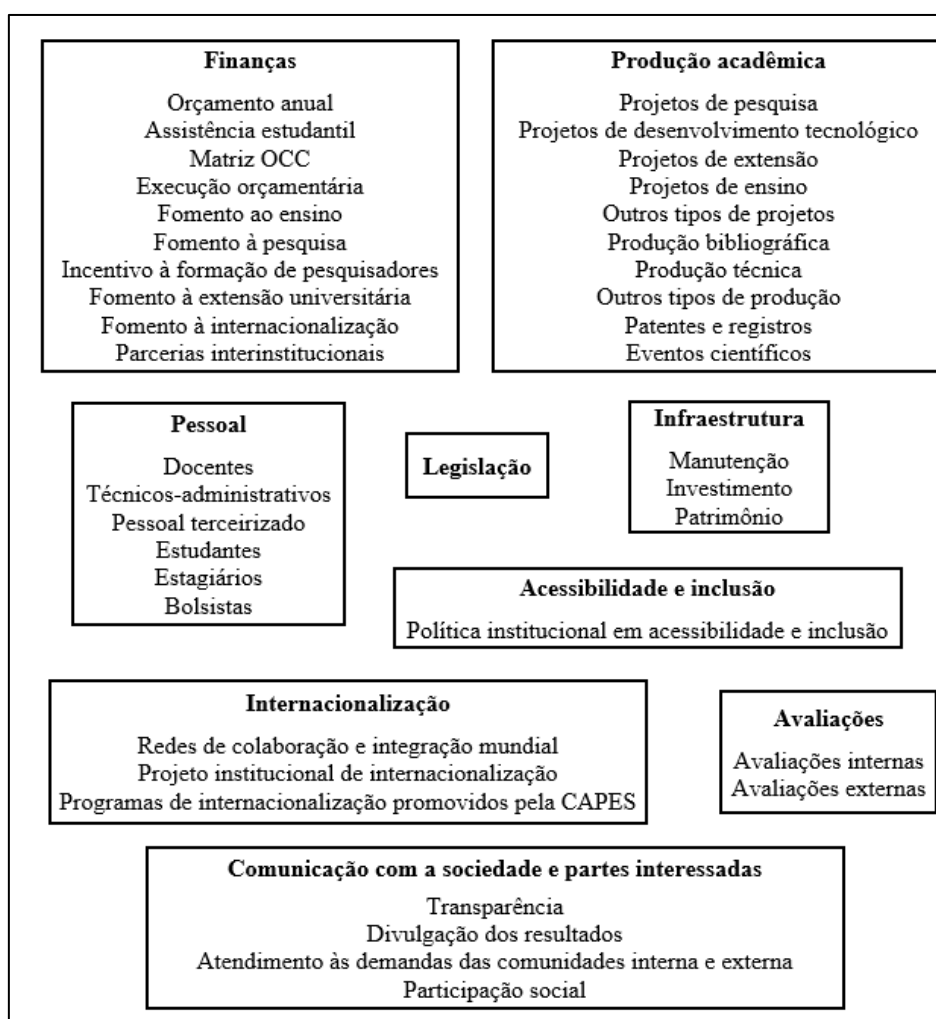 Finanças
Orçamento anual
Assistência estudantil
Matriz OCC
Execução orçamentária
Fomento ao ensino
Fomento à pesquisa
Incentivo à formação de pesquisadores
Fomento à extensão universitária
Fomento à internacionalização
Parcerias interinstitucionais
Produção acadêmica
Projetos de pesquisa
Projetos de desenvolvimento tecnológico
Projetos de extensão
Projetos de ensino
Outros tipos de projetos
Produção bibliográfica
Produção técnica
Outros tipos de produção
Patentes e registros
Eventos científicos
Pessoal
Docentes
Técnicos-administrativos
Pessoal terceirizado
Estudantes
Estagiários
Bolsistas
Legislação
Infraestrutura
Manutenção
Investimento
Patrimônio
Acessibilidade e inclusão
Política institucional em acessibilidade e inclusão
Internacionalização
Redes de colaboração e integração mundial
Projeto institucional de internacionalização
Programas de internacionalização promovidos pela CAPES
Avaliações
Avaliações internas
Avaliações externas
Comunicação com a sociedade e partes interessadas
Transparência
Divulgação dos resultados
Atendimento às demandas das comunidades interna e externa
Participação social